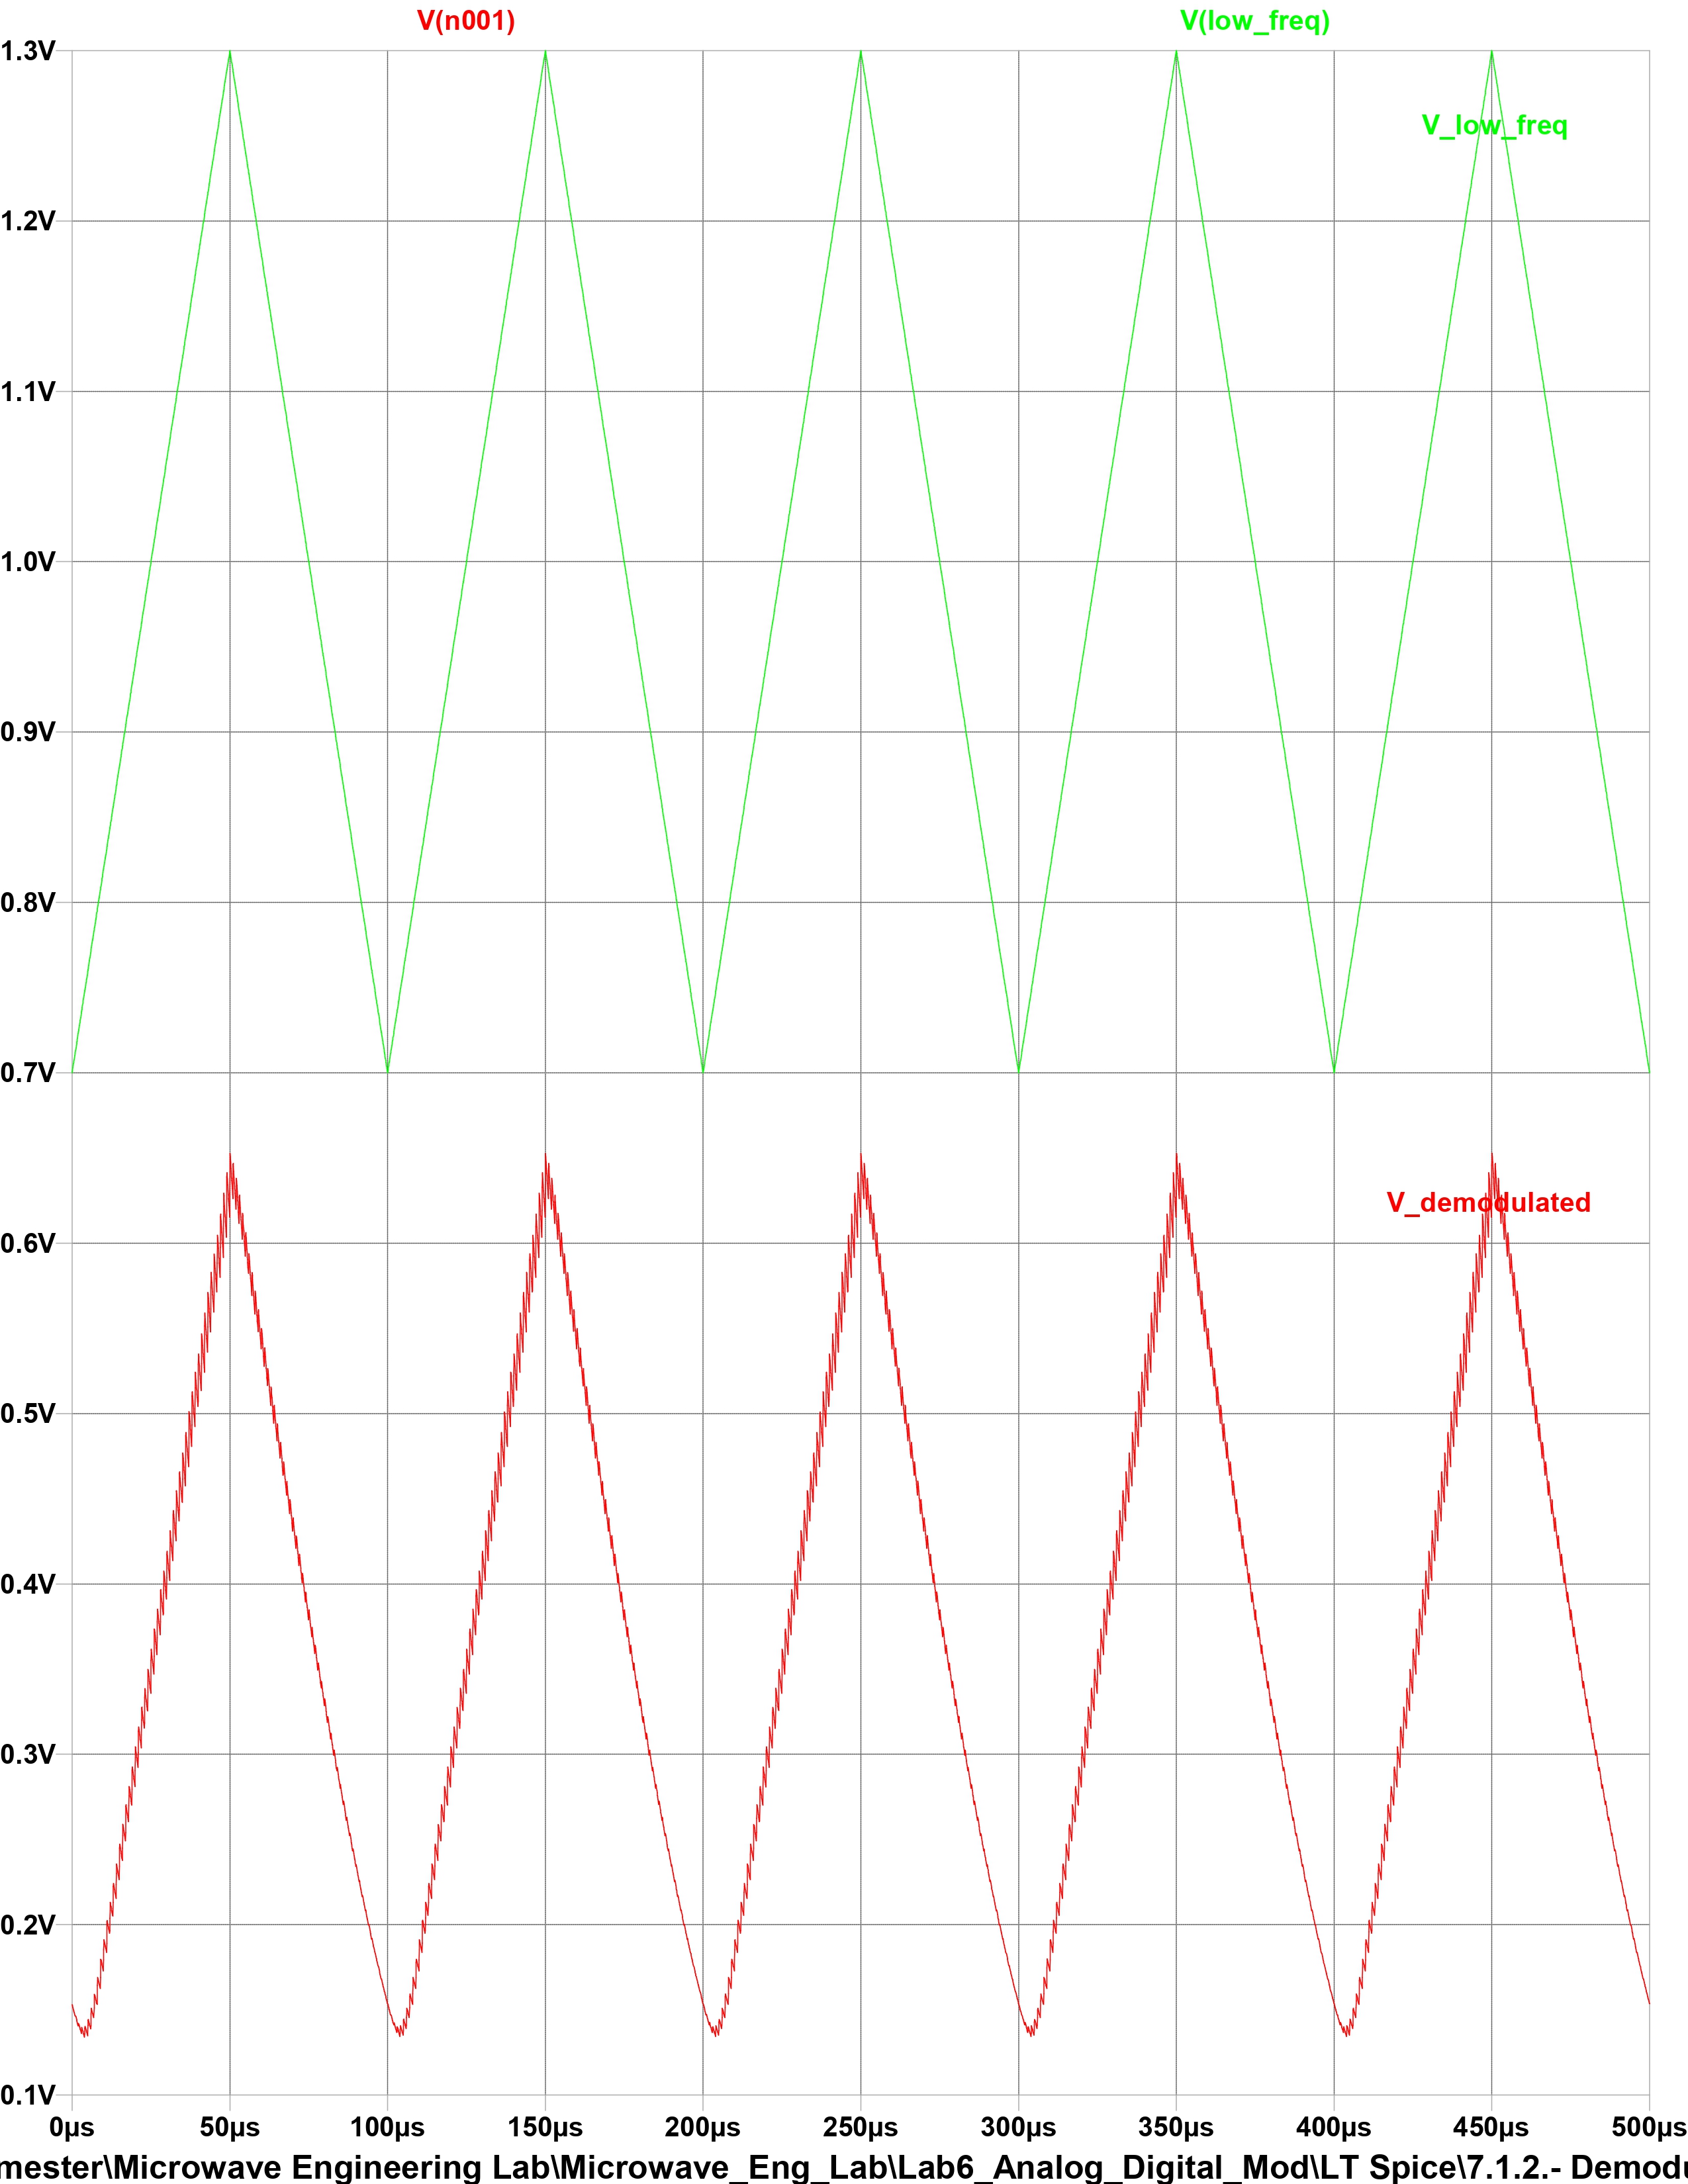 V(n001) V(low_freq)
1.3V
V_low_freq
1.2V
1.1V
1.0V
0.9V
0.8V
0.7V
V_demodulated
0.6V
0.5V
0.4V
0.3V
0.2V
0.1V
0µs 50µs 100µs 150µs 200µs 250µs 300µs 350µs 400µs 450µs 500µs
mester\Microwave Engineering Lab\Microwave_Eng_Lab\Lab6_Analog_Digital_Mod\LT Spice\7.1.2.- Demodu